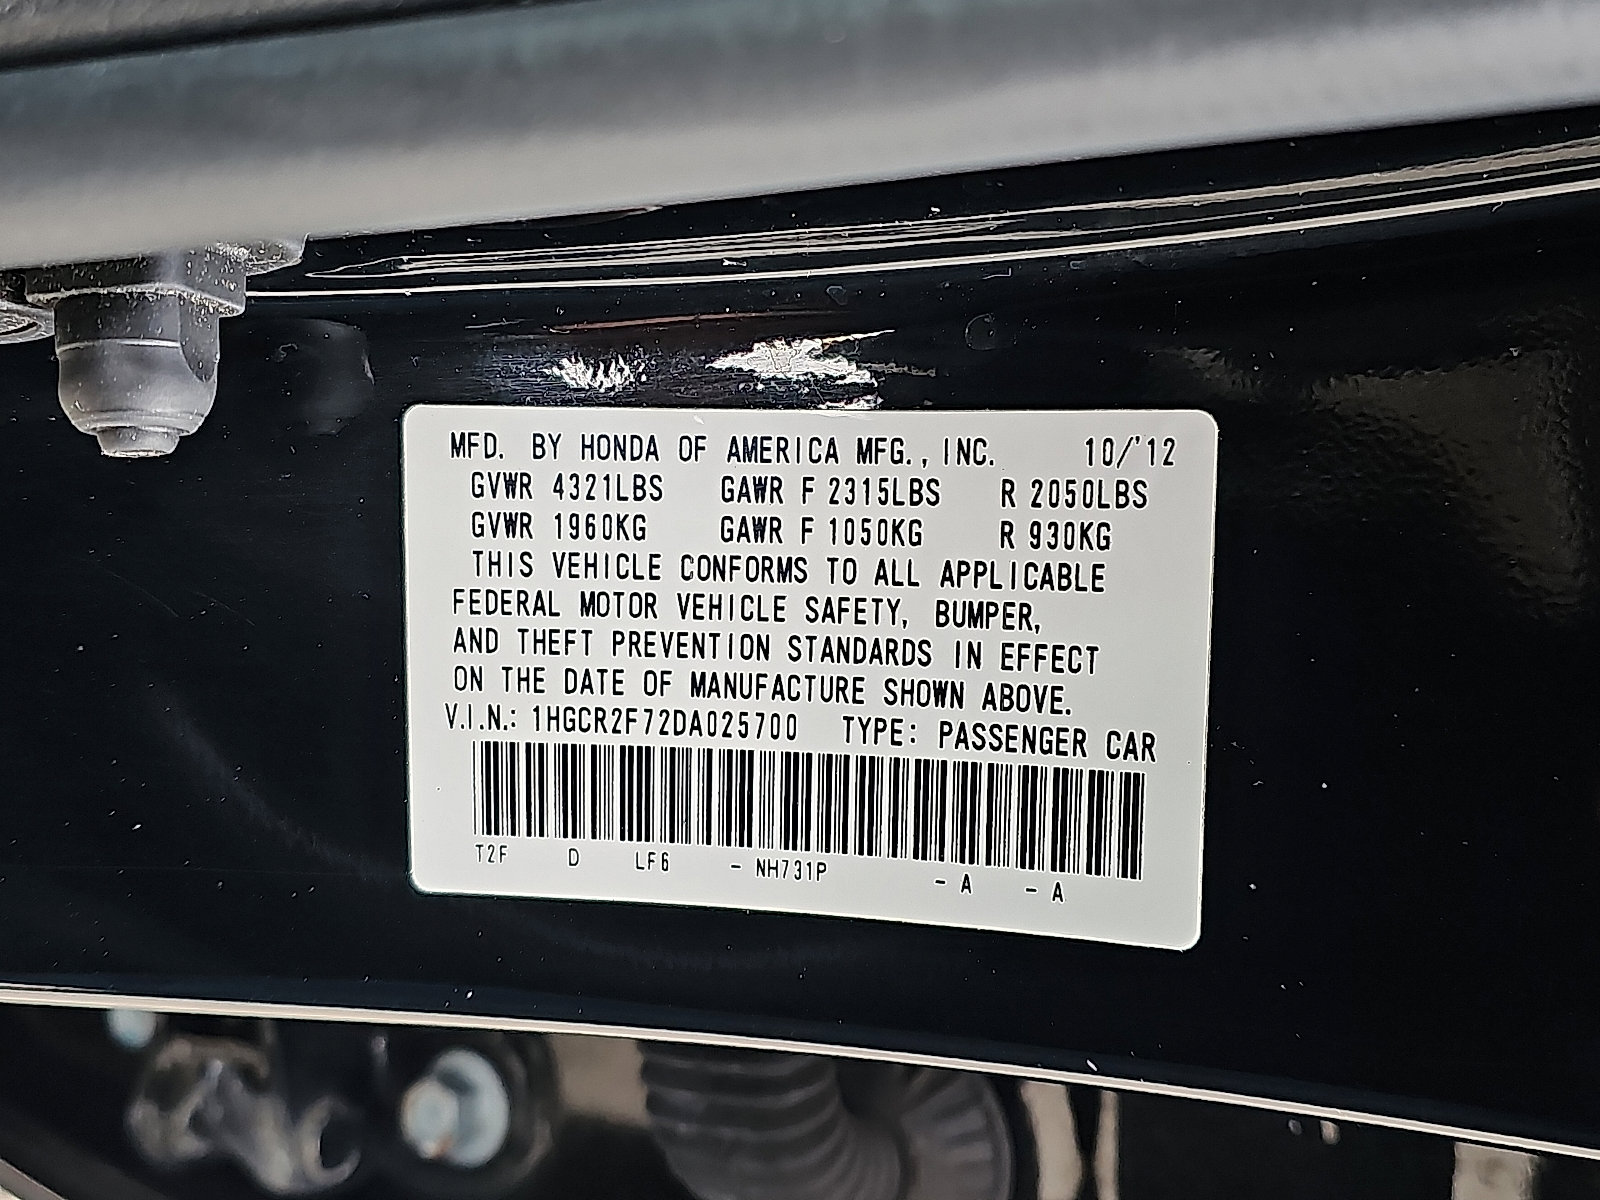 MFD. BY HONDA OF AMERICA MFG., INC. 10/'12
GVWR 4321LBS GAWR F 2315LBS R 2050LBS
GVWR 1960KG GAWR F 1050KG R 930KG
THIS VEHICLE CONFORMS TO ALL APPLICABLE
FEDERAL MOTOR VEHICLE SAFETY, BUMPER,
AND THEFT PREVENTION STANDARDS IN EFFECT
ON THE DATE OF MANUFACTURE SHOWN ABOVE.
V.I.N.: 1HGCR2F72DA025700 TYPE: PASSENGER CAR
T2F D LF6 - NH731P - A - A